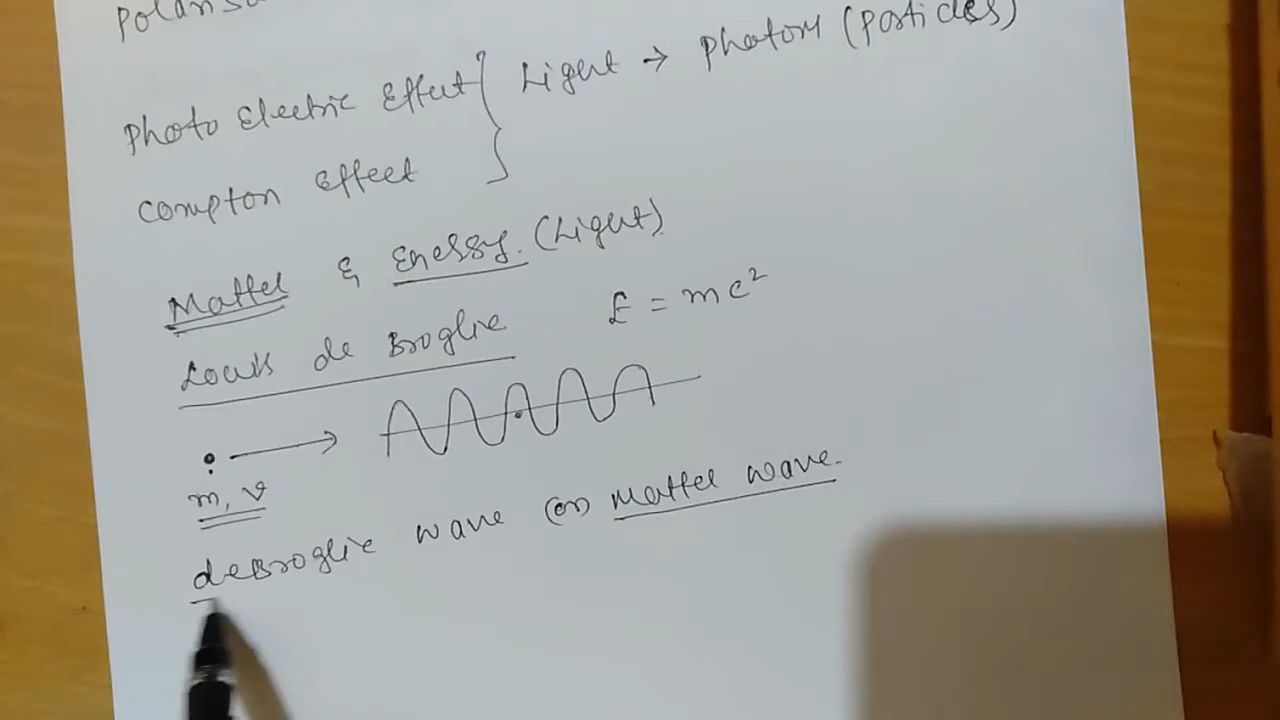 Photo Electric Effect } Light → Photons (Particles)
Compton Effect
Matter & Energy. (Light)
Louis de Broglie E = mc²
m, v
deBroglie wave (or) Matter wave.